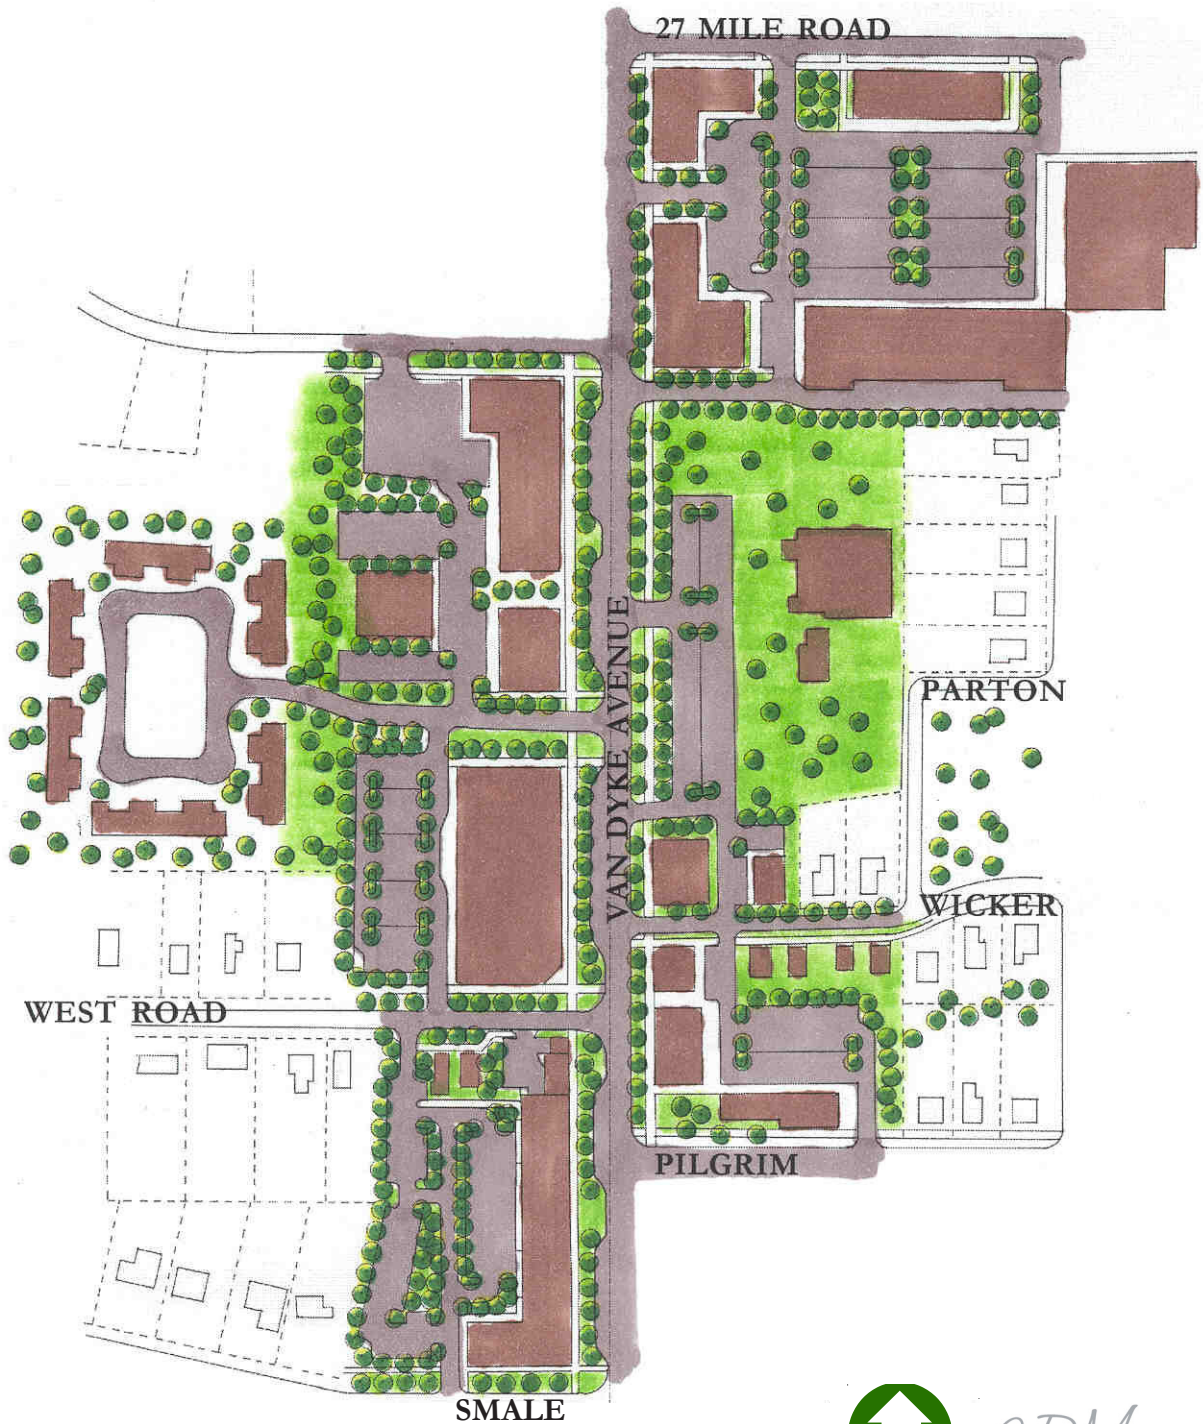 27 MILE ROAD
VAN DYKE AVENUE
PARTON
WICKER
WEST ROAD
PILGRIM
SMALE